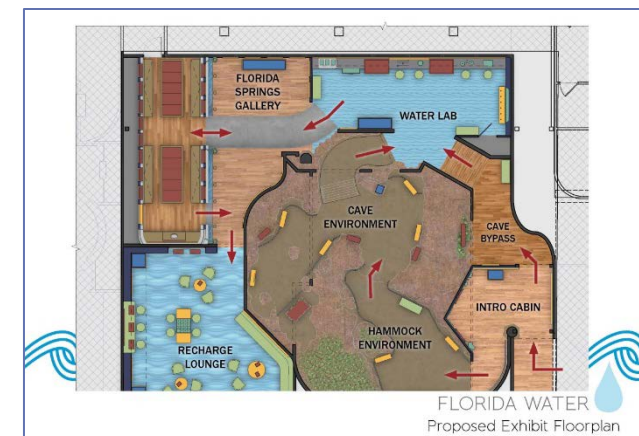 FLORIDA
SPRINGS
GALLERY
WATER LAB
CAVE
ENVIRONMENT
CAVE
BYPASS
INTRO CABIN
HAMMOCK
ENVIRONMENT
RECHARGE
LOUNGE
FLORIDA WATER
Proposed Exhibit Floorplan